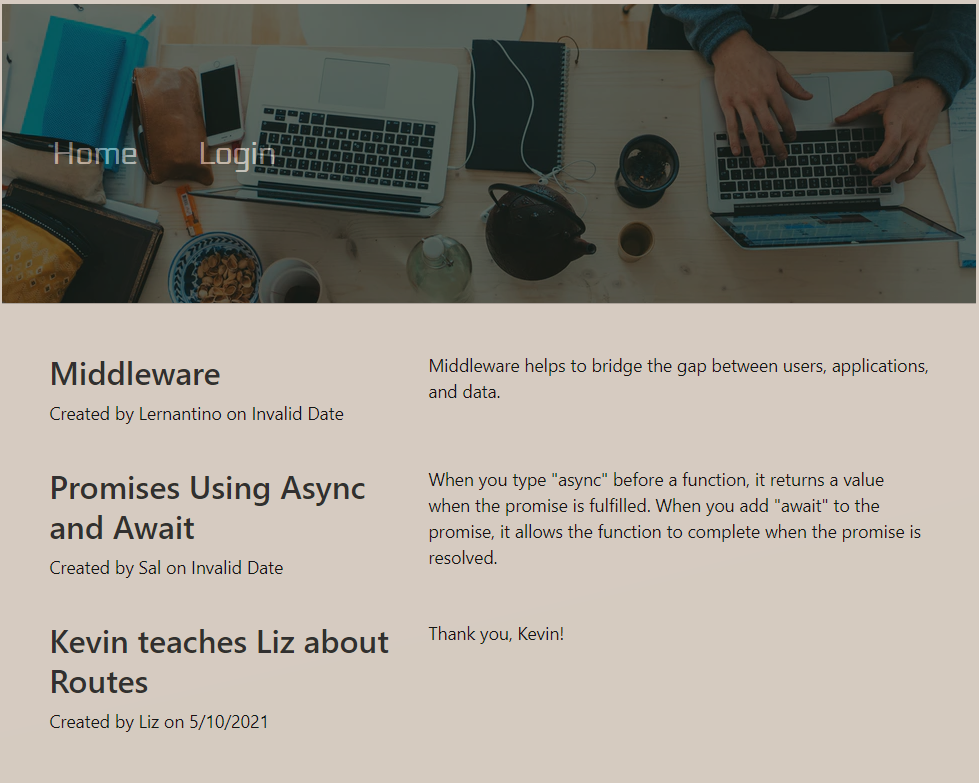 Home Login
Middleware
Created by Lernantino on Invalid Date
Middleware helps to bridge the gap between users, applications,
and data.
Promises Using Async
and Await
Created by Sal on Invalid Date
When you type "async" before a function, it returns a value
when the promise is fulfilled. When you add "await" to the
promise, it allows the function to complete when the promise is
resolved.
Kevin teaches Liz about
Routes
Created by Liz on 5/10/2021
Thank you, Kevin!